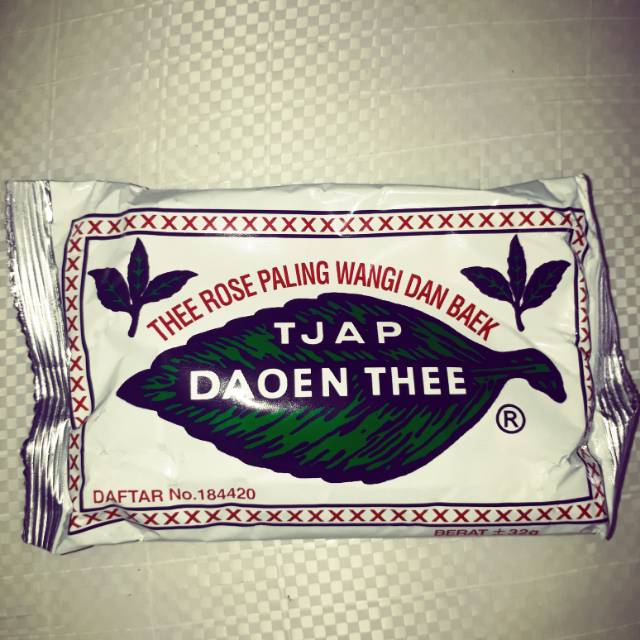 THEE ROSE PALING WANGI DAN BAEK
TJAP
DAOEN THEE
®
DAFTAR No.184420
BERAT ± 32g